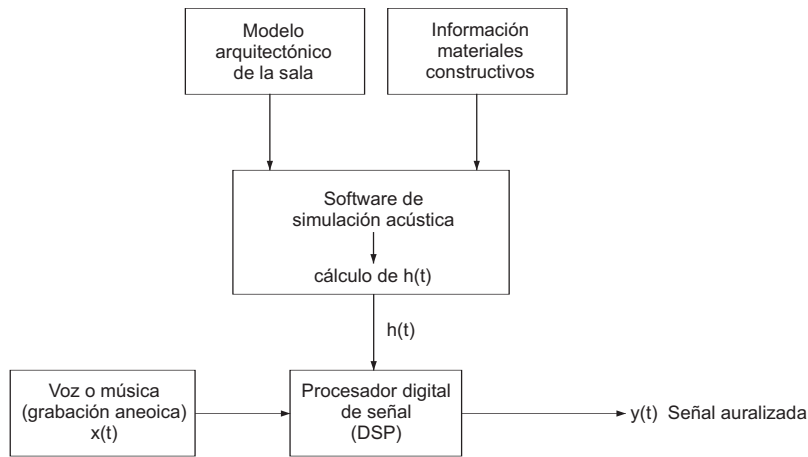 Modelo
arquitectónico
de la sala
Información
materiales
constructivos
Software de
simulación acústica
cálculo de h(t)
h(t)
Voz o música
(grabación aneoica)
x(t)
Procesador digital
de señal
(DSP)
y(t) Señal auralizada